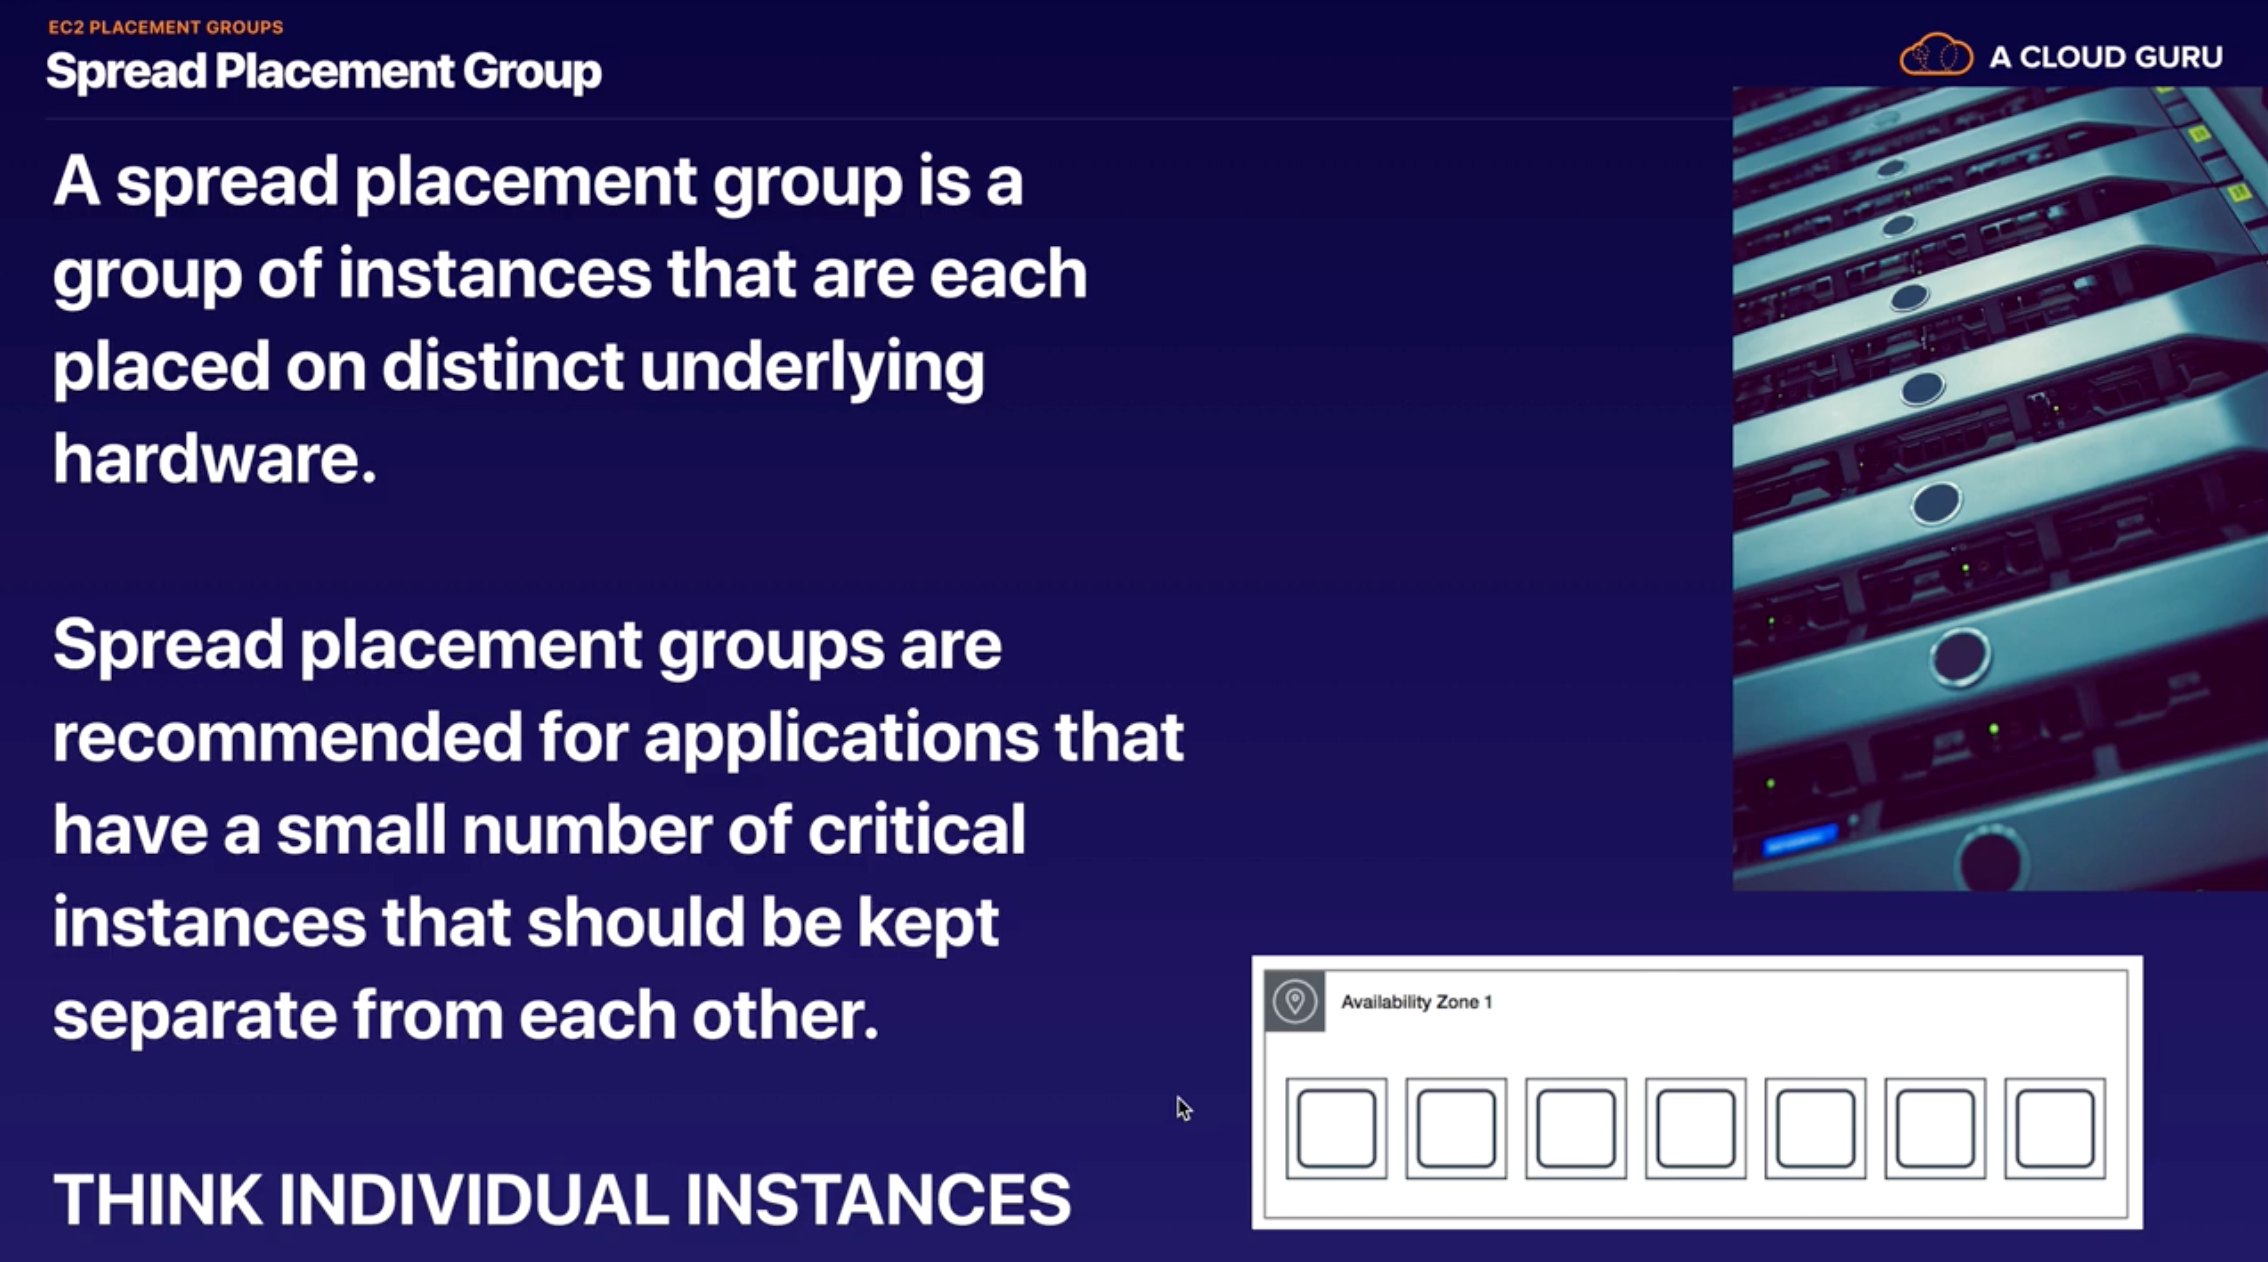 EC2 PLACEMENT GROUPS
Spread Placement Group
A CLOUD GURU
A spread placement group is a
group of instances that are each
placed on distinct underlying
hardware.
Spread placement groups are
recommended for applications that
have a small number of critical
instances that should be kept
separate from each other.
THINK INDIVIDUAL INSTANCES
Availability Zone 1